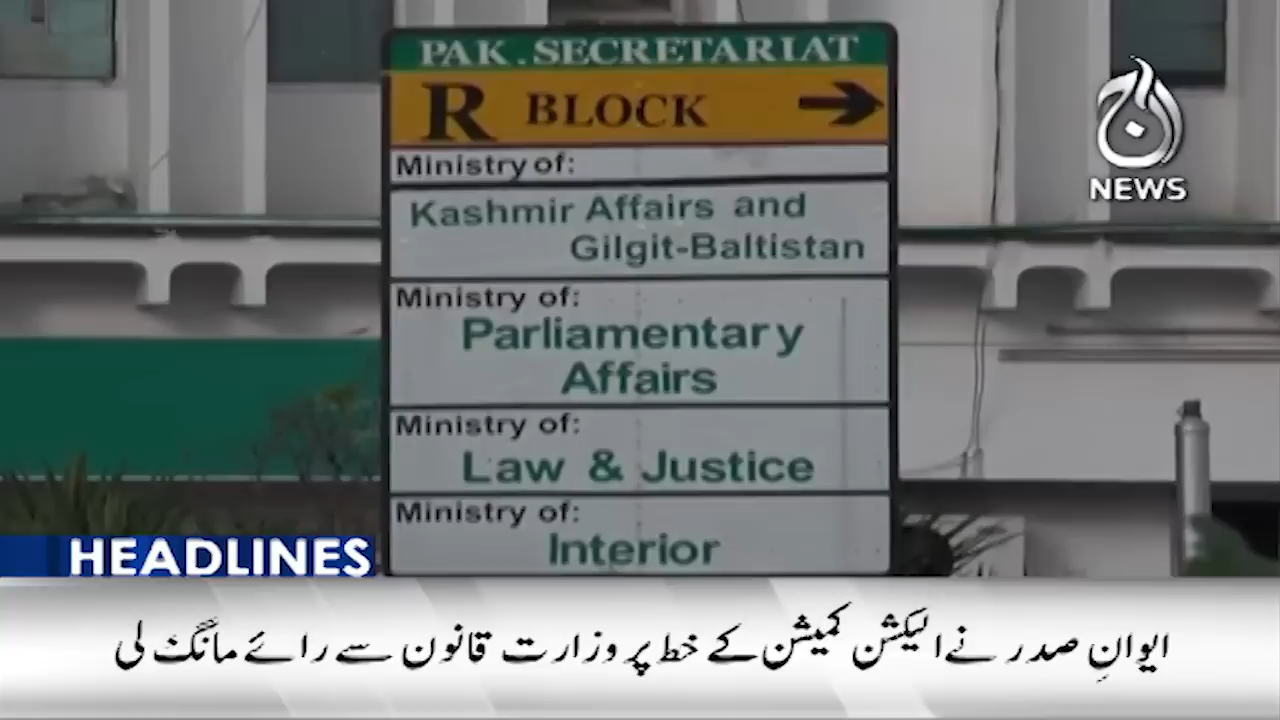 PAK. SECRETARIAT
R BLOCK
Ministry of:
Kashmir Affairs and
Gilgit-Baltistan
Ministry of:
Parliamentary
Affairs
Ministry of:
Law & Justice
Ministry of:
Interior
آج
NEWS
HEADLINES
ایوانِ صدر نے الیکشن کمیشن کے خط پر وزارت قانون سے رائے مانگ لی